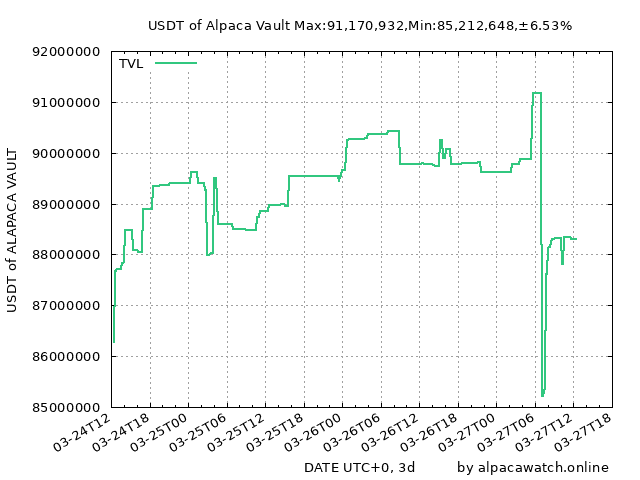 USDT of Alpaca Vault Max:91,170,932,Min:85,212,648,±6.53%
TVL
92000000
91000000
90000000
89000000
88000000
87000000
86000000
85000000
USDT of ALAPACA VAULT
03-24T12
03-24T18
03-25T00
03-25T06
03-25T12
03-25T18
03-26T00
03-26T06
03-26T12
03-26T18
03-27T00
03-27T06
03-27T12
03-27T18
DATE UTC+0, 3d
by alpacawatch.online